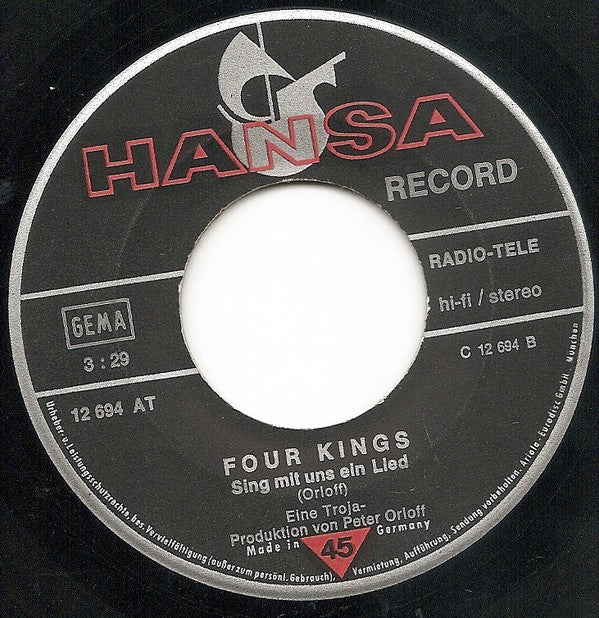 HANSA
RECORD
RADIO-TELE
hi-fi / stereo
GEMA
3 : 29
C 12 694 B
12 694 AT
FOUR KINGS
Sing mit uns ein Lied
(Orloff)
Eine Troja-
Produktion von Peter Orloff
Made in Germany
45
Urheber- u. Leistungsschutzrechte, bes. Vervielfältigung (außer zum persönl. Gebrauch), Vermietung, Aufführung, Sendung vorbehalten. Ariola - Eurodisc GmbH. München